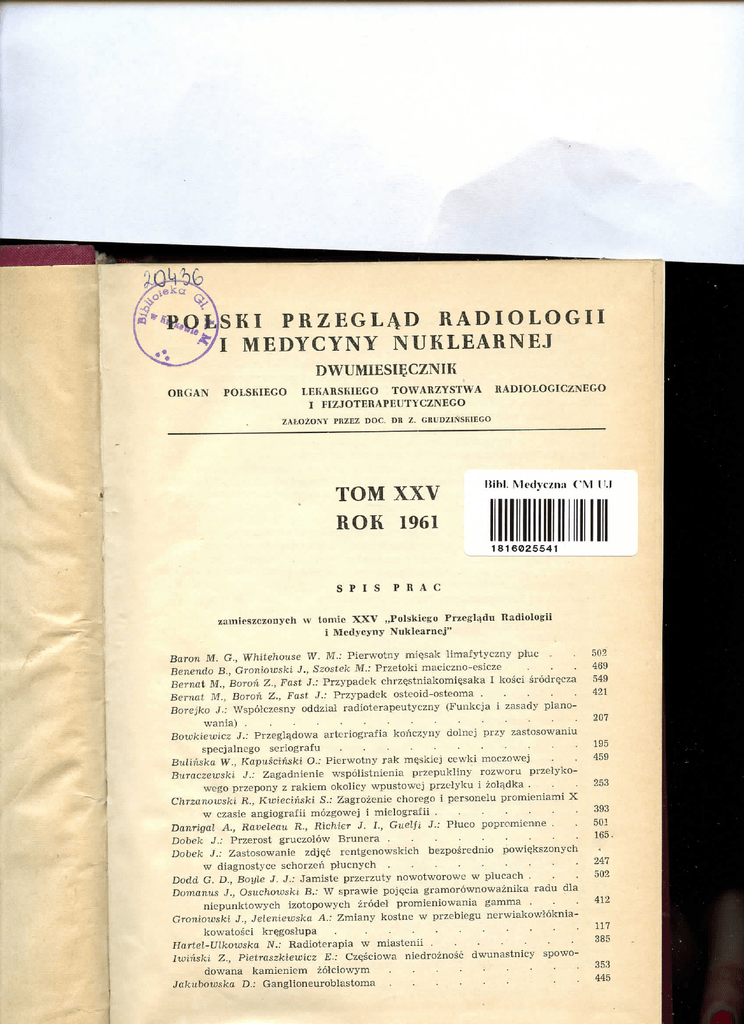 20436
Biblioteka Gł. A. M.
w Krakowie
POLSKI PRZEGLĄD RADIOLOGII
I MEDYCYNY NUKLEARNEJ
DWUMIESIĘCZNIK
ORGAN POLSKIEGO LEKARSKIEGO TOWARZYSTWA RADIOLOGICZNEGO
I FIZJOTERAPEUTYCZNEGO
ZAŁOŻONY PRZEZ DOC. DR Z. GRUDZIŃSKIEGO
TOM XXV
ROK 1961
Bibl. Medyczna CM UJ
1816025541
SPIS PRAC
zamieszczonych w tomie XXV „Polskiego Przeglądu Radiologii
i Medycyny Nuklearnej"
Baron M. G., Whitehouse W. M.: Pierwotny mięsak limafytyczny płuc . . 502
Benendo B., Groniowski J., Szostek M.: Przetoki maciczno-esicze . . . 469
Bernat M., Boroń Z., Fast J.: Przypadek chrzęstniakomięsaka I kości śródręcza 549
Bernat M., Boroń Z., Fast J.: Przypadek osteoid-osteoma . . . . . 421
Borejko J.: Współczesny oddział radioterapeutyczny (Funkcja i zasady plano-
wania) . . . . . . . . . . . . . . . 207
Bowkiewicz J.: Przeglądowa arteriografia kończyny dolnej przy zastosowaniu
specjalnego seriografu . . . . . . . . . . . 195
Bulińska W., Kapuściński O.: Pierwotny rak męskiej cewki moczowej . . 459
Buraczewski J.: Zagadnienie współistnienia przepukliny rozworu przełyko-
wego przepony z rakiem okolicy wpustowej przełyku i żołądka . . . 253
Chrzanowski R., Kwieciński S.: Zagrożenie chorego i personelu promieniami X
w czasie angiografii mózgowej i mielografii . . . . . . . 393
Danrigal A., Raveleau R., Richier J. I., Guelfi J.: Płuco popromienne . . 501
Dobek J.: Przerost gruczołów Brunera . . . . . . . . . 165
Dobek J.: Zastosowanie zdjęć rentgenowskich bezpośrednio powiększonych
w diagnostyce schorzeń płucnych . . . . . . . . . 247
Dodd G. D., Boyle J. J.: Jamiste przerzuty nowotworowe w płucach . . . 502
Domanus J., Osuchowski B.: W sprawie pojęcia gramorównoważnika radu dla
niepunktowych izotopowych źródeł promieniowania gamma . . . 412
Groniowski J., Jeleniewska A.: Zmiany kostne w przebiegu nerwiakowłóknia-
kowatości kręgosłupa . . . . . . . . . . . 117
Hartel-Ulkowska N.: Radioterapia w miastenii . . . . . . . 385
Iwiński Z., Pietraszkiewicz E.: Częściowa niedrożność dwunastnicy spowo-
dowana kamieniem żółciowym . . . . . . . . . 353
Jakubowska D.: Ganglioneuroblastoma . . . . . . . . . 445